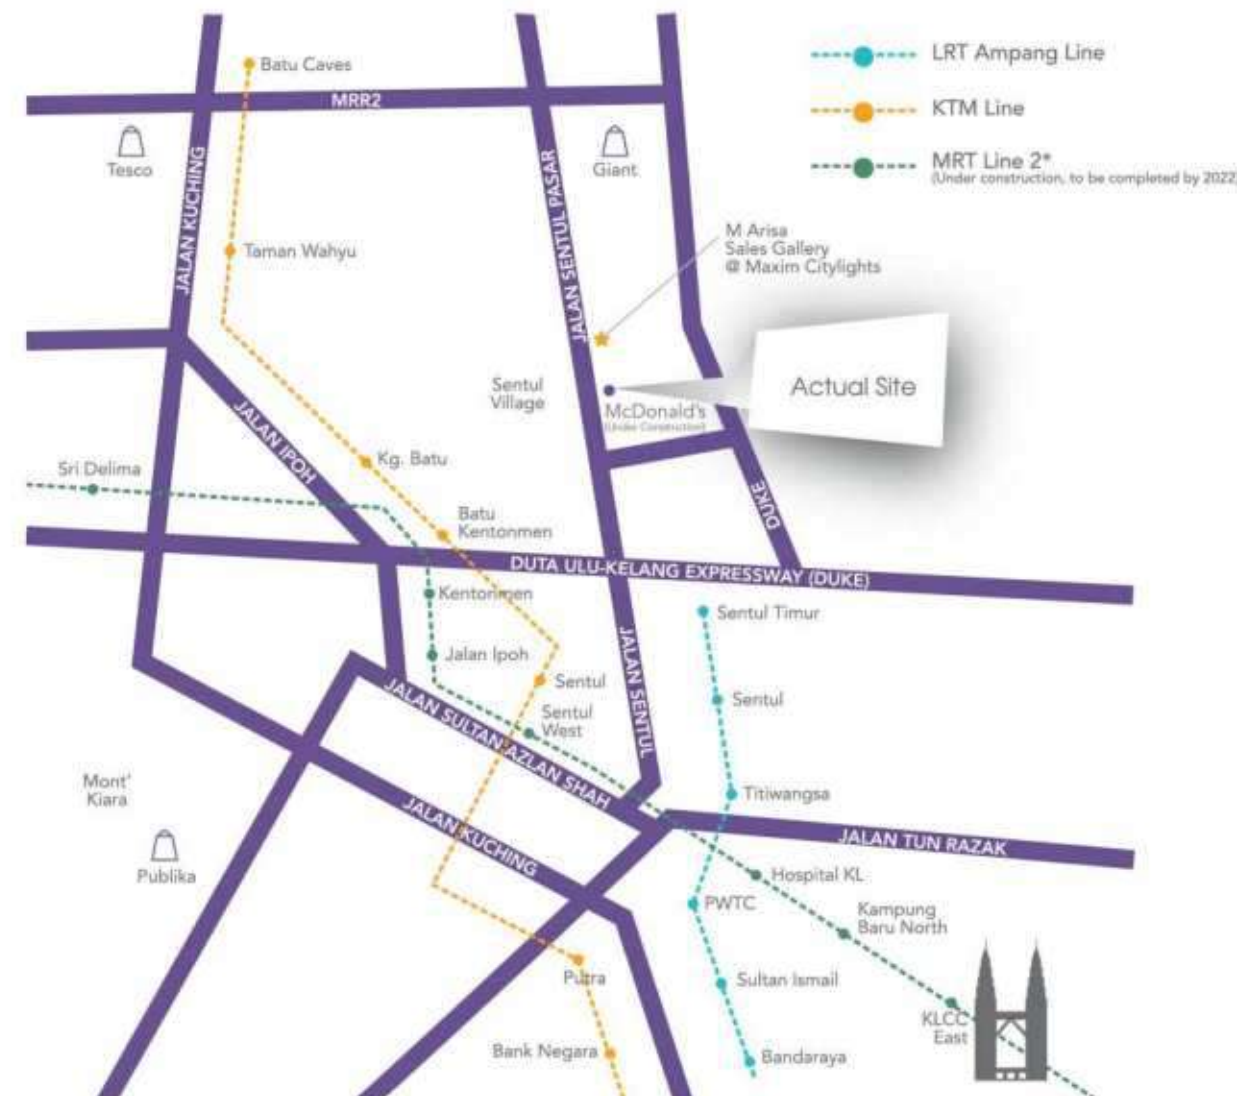 LRT Ampang Line
KTM Line
MRT Line 2*
(Under construction, to be completed by 2022)
Batu Caves
MRR2
Tesco
Giant
JALAN KUCHING
JALAN SENTUL PASAR
Taman Wahyu
M Arisa
Sales Gallery
@ Maxim Citylights
Actual Site
Sentul
Village
McDonald's
(Under Construction)
JALAN IPOH
Kg. Batu
Sri Delima
DUKE
Batu
Kentonmen
DUTA ULU-KELANG EXPRESSWAY (DUKE)
Kentonmen
Sentul Timur
Jalan Ipoh
JALAN SENTUL
Sentul
Sentul
JALAN SULTAN AZLAN SHAH
Sentul
West
Mont'
Kiara
Titiwangsa
JALAN KUCHING
JALAN TUN RAZAK
Publika
Hospital KL
PWTC
Kampung
Baru North
Putra
Sultan Ismail
KLCC
East
Bank Negara
Bandaraya